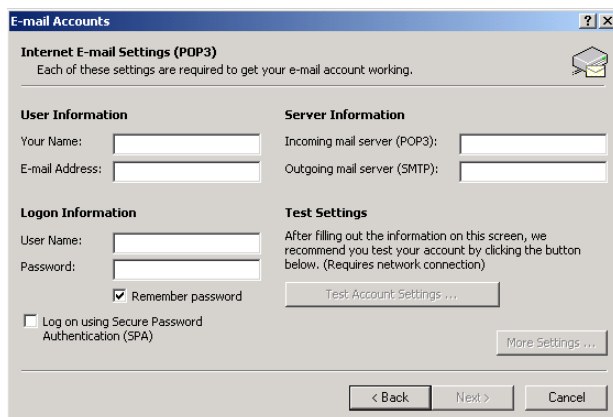 E-mail Accounts
Internet E-mail Settings (POP3)
Each of these settings are required to get your e-mail account working.
User Information
Your Name:
E-mail Address:
Server Information
Incoming mail server (POP3):
Outgoing mail server (SMTP):
Logon Information
User Name:
Password:
Remember password
Log on using Secure Password
Authentication (SPA)
Test Settings
After filling out the information on this screen, we
recommend you test your account by clicking the button
below. (Requires network connection)
Test Account Settings ...
More Settings ...
< Back
Next >
Cancel